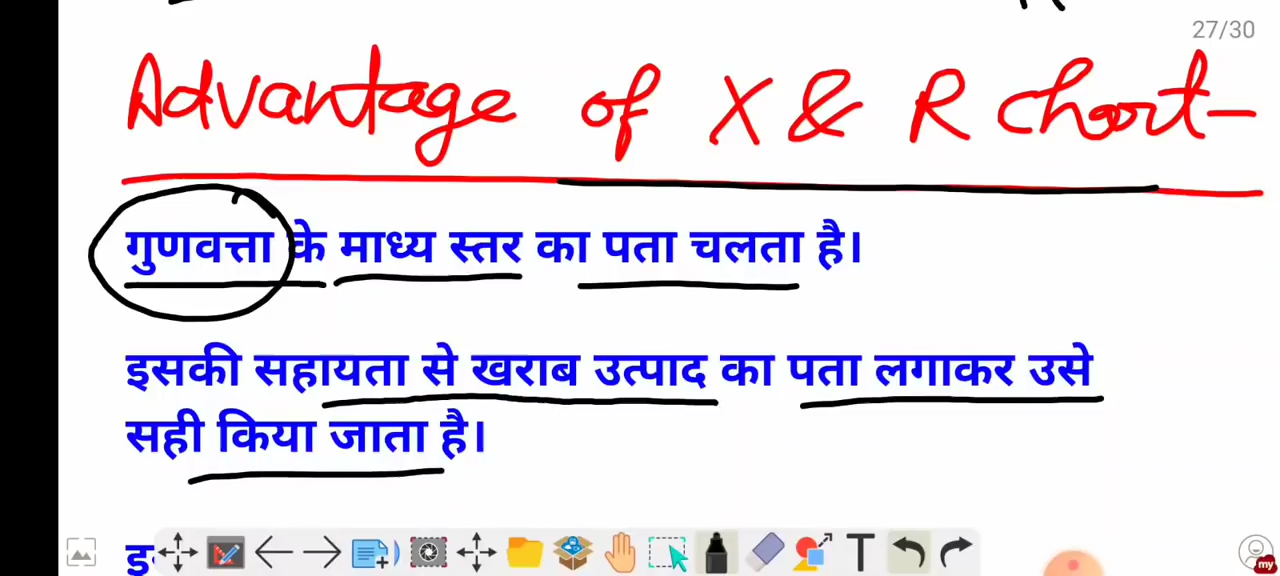 27/30
Advantage of X & R chart-
गुणवत्ता के माध्य स्तर का पता चलता है।
इसकी सहायता से खराब उत्पाद का पता लगाकर उसे
सही किया जाता है।
T
my